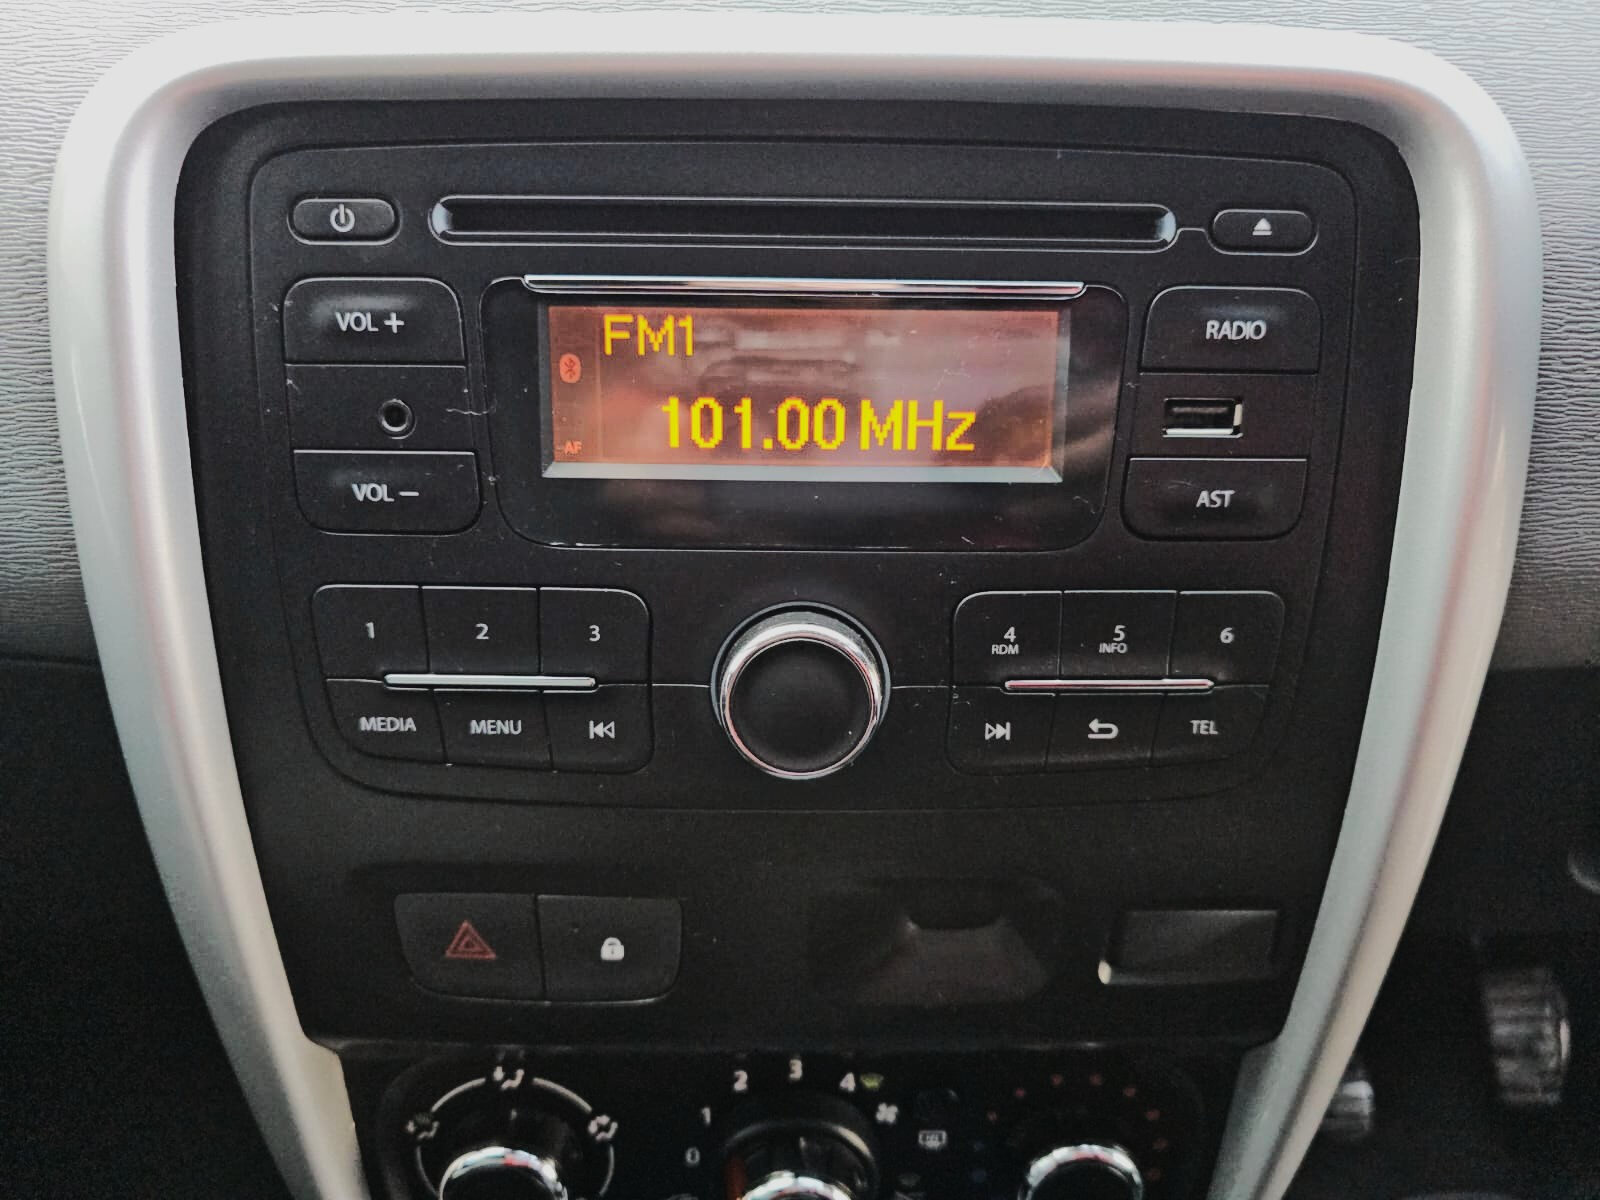 VOL +
FM1
RADIO
101.00 MHz
AF
VOL –
AST
1 2 3
4 5 6
RDM INFO
MEDIA MENU
TEL
0 1 2 3 4